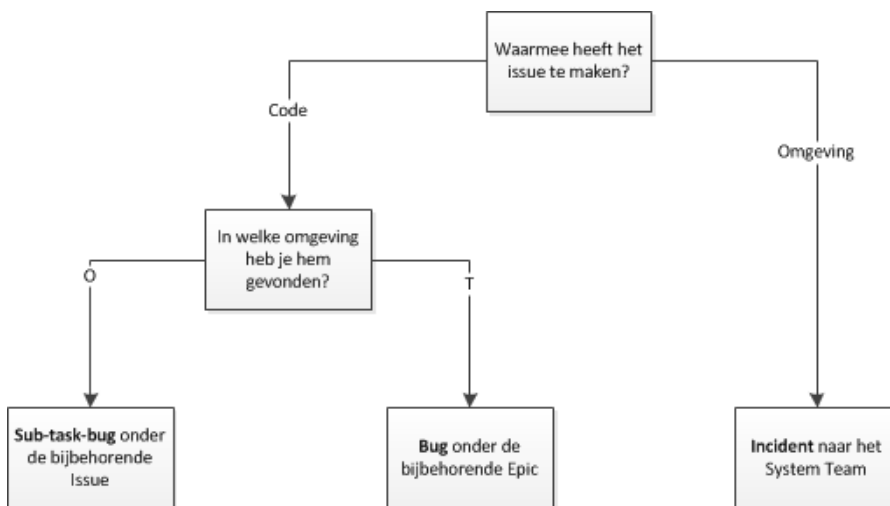 Waarmee heeft het
issue te maken?
Code
Omgeving
In welke omgeving
heb je hem
gevonden?
O
T
Sub-task-bug onder
de bijbehorende
Issue
Bug onder de
bijbehorende Epic
Incident naar het
System Team